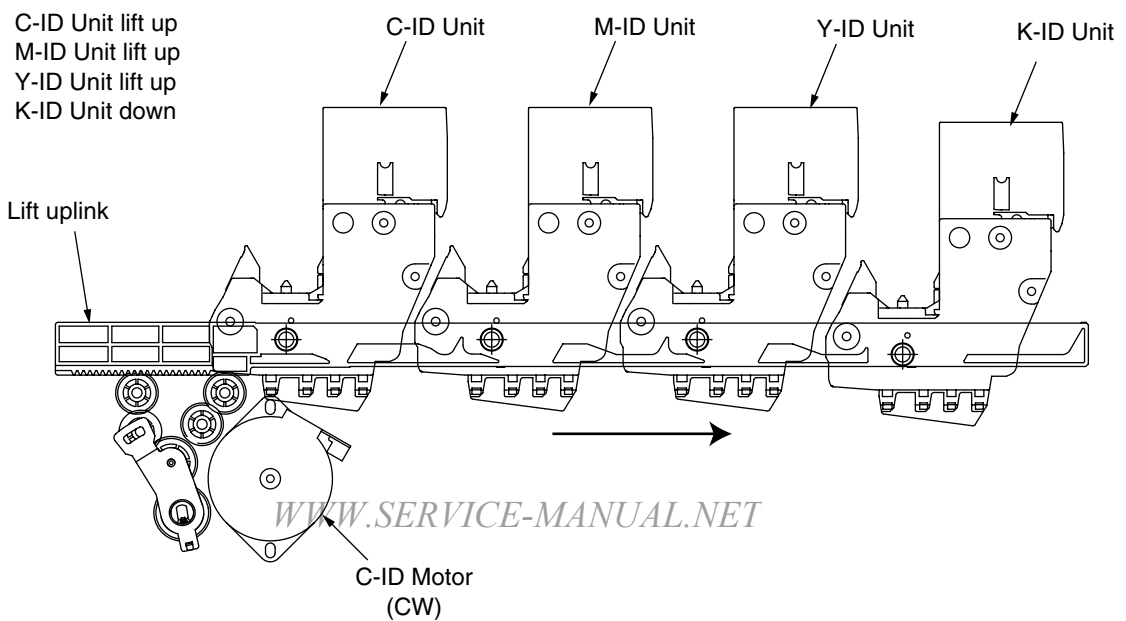 C-ID Unit lift up
M-ID Unit lift up
Y-ID Unit lift up
K-ID Unit down
C-ID Unit
M-ID Unit
Y-ID Unit
K-ID Unit
Lift uplink
WWW.SERVICE-MANUAL.NET
C-ID Motor
(CW)